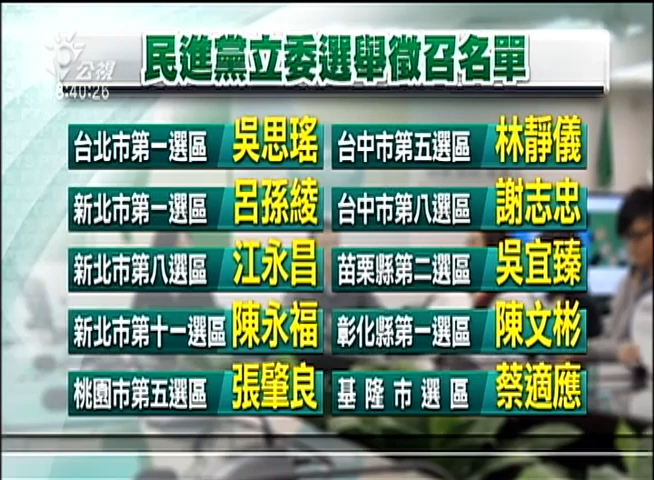 民進黨立委選舉徵召名單
公視
8:40:26
台北市第一選區 吳思瑤
台中市第五選區 林靜儀
新北市第一選區 呂孫綾
台中市第八選區 謝志忠
新北市第八選區 江永昌
苗栗縣第二選區 吳宜臻
新北市第十一選區 陳永福
彰化縣第一選區 陳文彬
桃園市第五選區 張肇良
基隆市選區 蔡適應